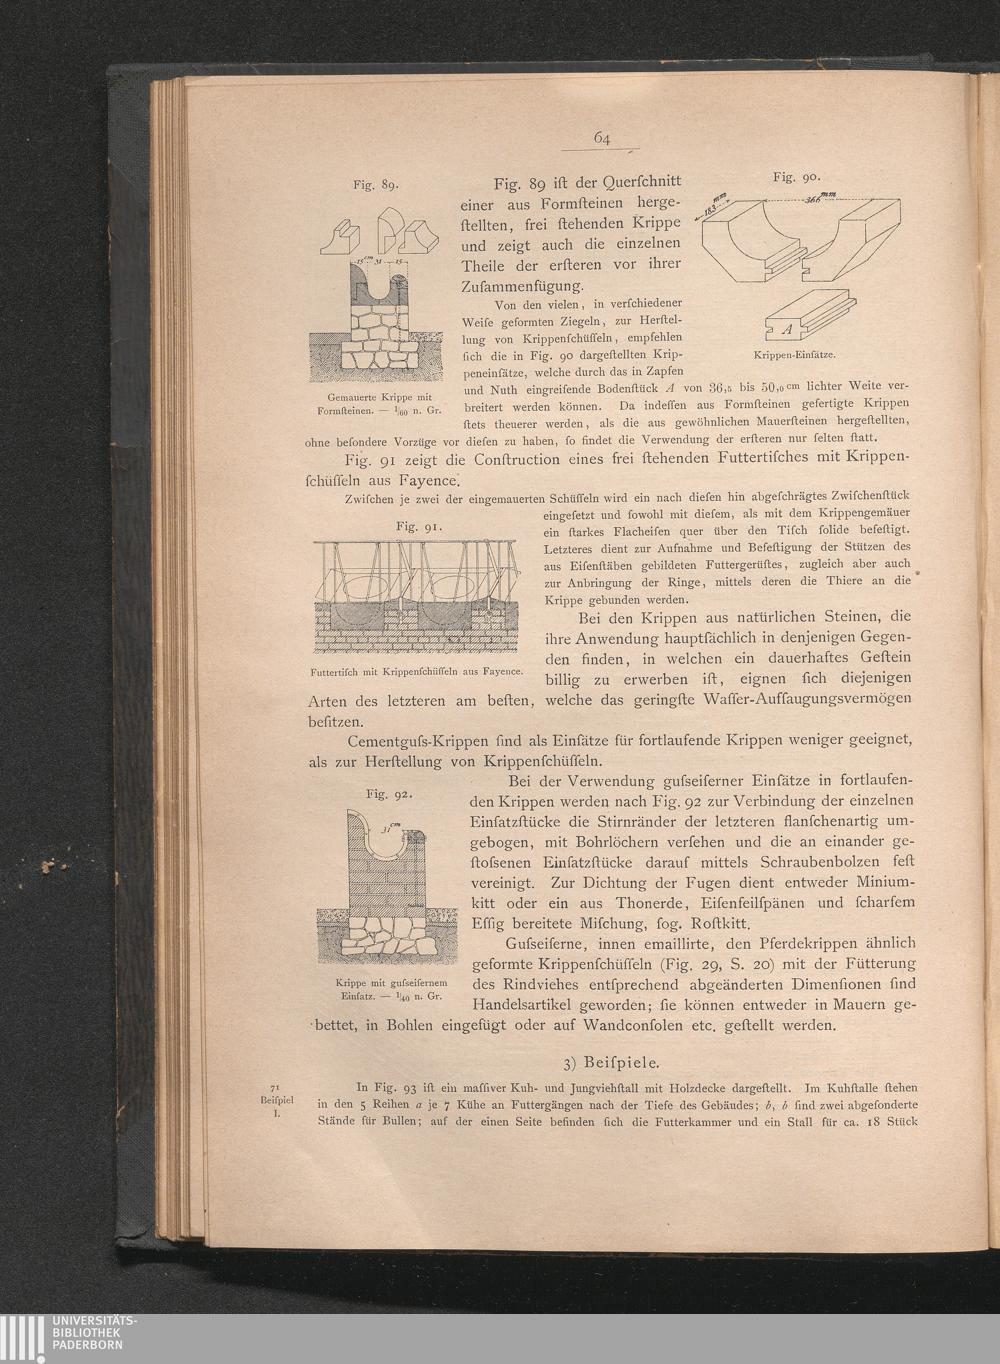 64
Fig. 89.
15 cm 31 15
Gemauerte Krippe mit
Formſteinen. — 1/60 n. Gr.
Fig. 89 iſt der Querſchnitt
einer aus Formſteinen herge-
ſtellten, frei ſtehenden Krippe
und zeigt auch die einzelnen
Theile der erſteren vor ihrer
Zuſammenfügung.
Fig. 90.
183 mm
366 mm
A
Krippen-Einſätze.
Von den vielen, in verſchiedener
Weiſe geformten Ziegeln, zur Herſtel-
lung von Krippenſchüſſeln, empfehlen
ſich die in Fig. 90 dargeſtellten Krip-
peneinſätze, welche durch das in Zapfen
und Nuth eingreifende Bodenſtück A von 36,5 bis 50,0 cm lichter Weite ver-
breitert werden können. Da indeſſen aus Formſteinen gefertigte Krippen
ſtets theuerer werden, als die aus gewöhnlichen Mauerſteinen hergeſtellten,
ohne beſondere Vorzüge vor dieſen zu haben, ſo findet die Verwendung der erſteren nur ſelten ſtatt.
Fig. 91 zeigt die Conſtruction eines frei ſtehenden Futtertiſches mit Krippen-
ſchüſſeln aus Fayence.
Zwiſchen je zwei der eingemauerten Schüſſeln wird ein nach dieſen hin abgeſchrägtes Zwiſchenſtück
eingeſetzt und ſowohl mit dieſem, als mit dem Krippengemäuer
ein ſtarkes Flacheiſen quer über den Tiſch ſolide befeſtigt.
Letzteres dient zur Aufnahme und Befeſtigung der Stützen des
aus Eiſenſtäben gebildeten Futtergerüſtes, zugleich aber auch
zur Anbringung der Ringe, mittels deren die Thiere an die
Krippe gebunden werden.
Fig. 91.
Futtertiſch mit Krippenſchüſſeln aus Fayence.
Bei den Krippen aus natürlichen Steinen, die
ihre Anwendung hauptſächlich in denjenigen Gegen-
den finden, in welchen ein dauerhaftes Geſtein
billig zu erwerben iſt, eignen ſich diejenigen
Arten des letzteren am beſten, welche das geringſte Waſſer-Aufſaugungsvermögen
beſitzen.
Cementguſs-Krippen ſind als Einſätze für fortlaufende Krippen weniger geeignet,
als zur Herſtellung von Krippenſchüſſeln.
Fig. 92.
31 cm
Krippe mit guſseiſernem
Einſatz. — 1/40 n. Gr.
Bei der Verwendung guſseiſerner Einſätze in fortlaufen-
den Krippen werden nach Fig. 92 zur Verbindung der einzelnen
Einſatzſtücke die Stirnränder der letzteren flanſchenartig um-
gebogen, mit Bohrlöchern verſehen und die an einander ge-
ſtoſsenen Einſatzſtücke darauf mittels Schraubenbolzen feſt
vereinigt. Zur Dichtung der Fugen dient entweder Minium-
kitt oder ein aus Thonerde, Eiſenfeilſpänen und ſcharfem
Eſſig bereitete Miſchung, ſog. Roſtkitt.
Guſseiſerne, innen emaillirte, den Pferdekrippen ähnlich
geformte Krippenſchüſſeln (Fig. 29, S. 20) mit der Fütterung
des Rindviehes entſprechend abgeänderten Dimenſionen ſind
Handelsartikel geworden; ſie können entweder in Mauern ge-
bettet, in Bohlen eingefügt oder auf Wandconſolen etc. geſtellt werden.
3) Beiſpiele.
71
Beiſpiel
I.
In Fig. 93 iſt ein maſſiver Kuh- und Jungviehſtall mit Holzdecke dargeſtellt. Im Kuhſtalle ſtehen
in den 5 Reihen a je 7 Kühe an Futtergängen nach der Tiefe des Gebäudes; b, b ſind zwei abgeſonderte
Stände für Bullen; auf der einen Seite befinden ſich die Futterkammer und ein Stall für ca. 18 Stück
UNIVERSITÄTS-
BIBLIOTHEK
PADERBORN